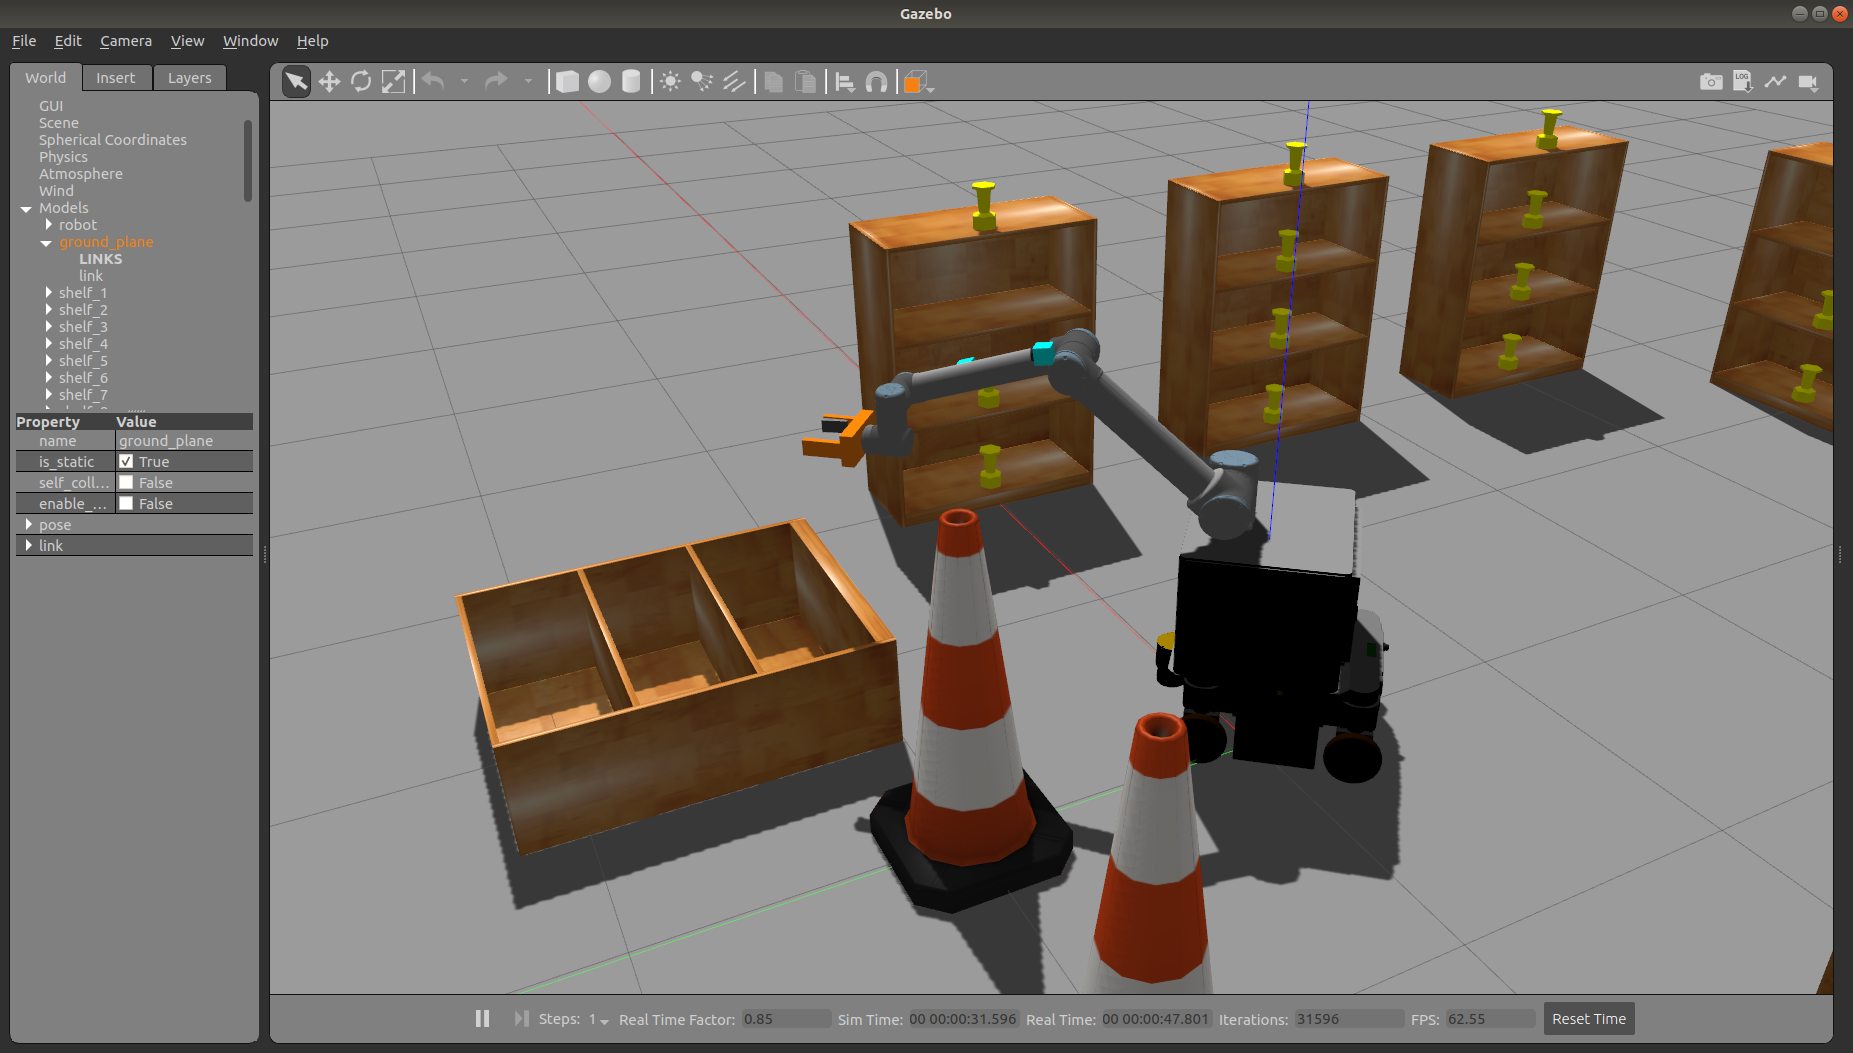 Gazebo
File Edit Camera View Window Help
World Insert Layers
LOG
GUI
Scene
Spherical Coordinates
Physics
Atmosphere
Wind
Models
robot
ground_plane
LINKS
link
shelf_1
shelf_2
shelf_3
shelf_4
shelf_5
shelf_6
shelf_7
Property Value
name ground_plane
is_static True
self_coll... False
enable_... False
pose
link
Steps: 1 Real Time Factor: 0.85 Sim Time: 00 00:00:31.596 Real Time: 00 00:00:47.801 Iterations: 31596 FPS: 62.55 Reset Time